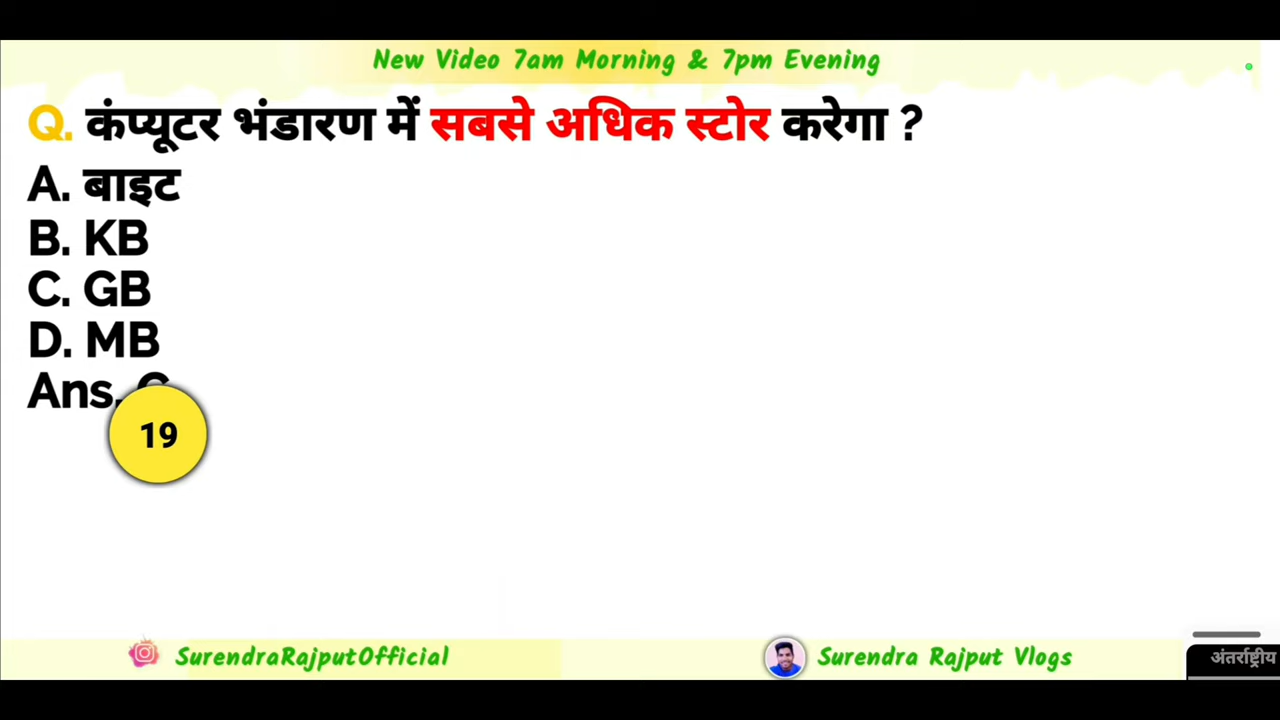 New Video 7am Morning & 7pm Evening
Q. कंप्यूटर भंडारण में सबसे अधिक स्टोर करेगा ?
A. बाइट
B. KB
C. GB
D. MB
Ans.
19
SurendraRajputOfficial
Surendra Rajput Vlogs
अंतर्राष्ट्रीय